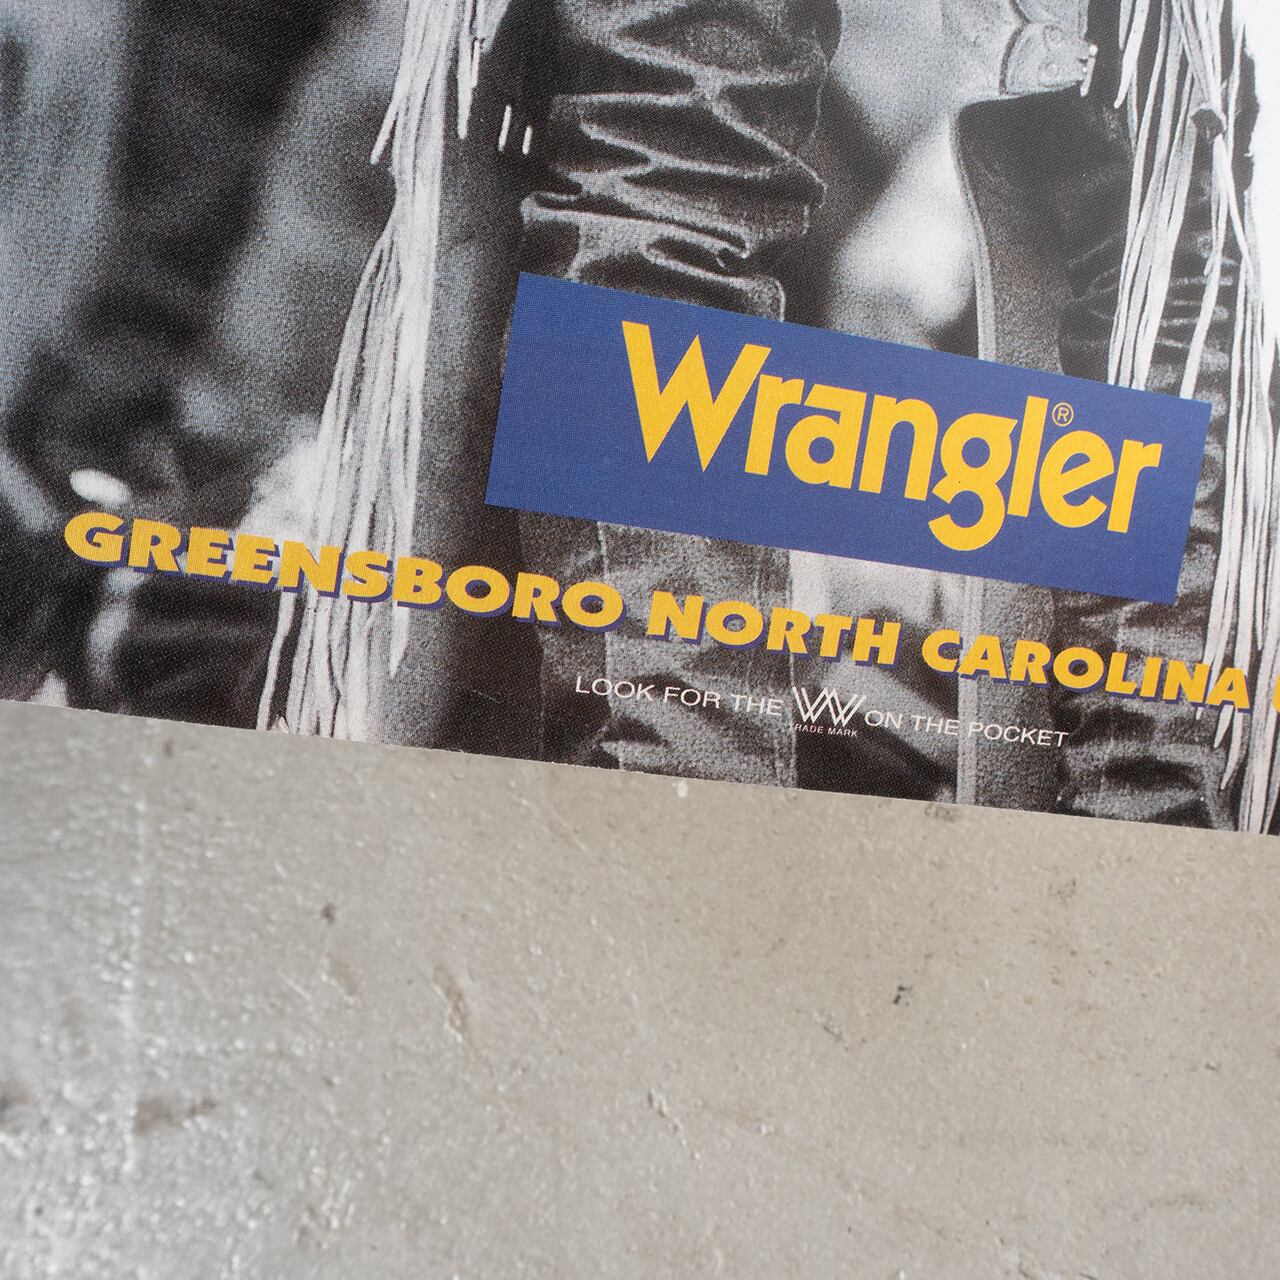 Wrangler®
GREENSBORO NORTH CAROLINA
LOOK FOR THE W ON THE POCKET
TRADE MARK